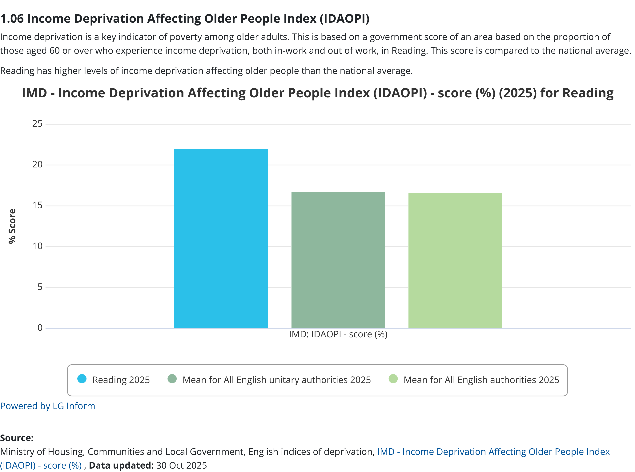 1.06 Income Deprivation Affecting Older People Index (IDAOPI)
Income deprivation is a key indicator of poverty among older adults. This is based on a government score of an area based on the proportion of
those aged 60 or over who experience income deprivation, both in-work and out of work, in Reading. This score is compared to the national average.
Reading has higher levels of income deprivation affecting older people than the national average.
IMD - Income Deprivation Affecting Older People Index (IDAOPI) - score (%) (2025) for Reading
25
20
15
10
5
0
% Score
IMD; IDAOPI - score (%)
Reading 2025
Mean for All English unitary authorities 2025
Mean for All English authorities 2025
Powered by LG Inform
Source:
Ministry of Housing, Communities and Local Government, English indices of deprivation, IMD - Income Deprivation Affecting Older People Index
(IDAOPI) - score (%) , Data updated: 30 Oct 2025